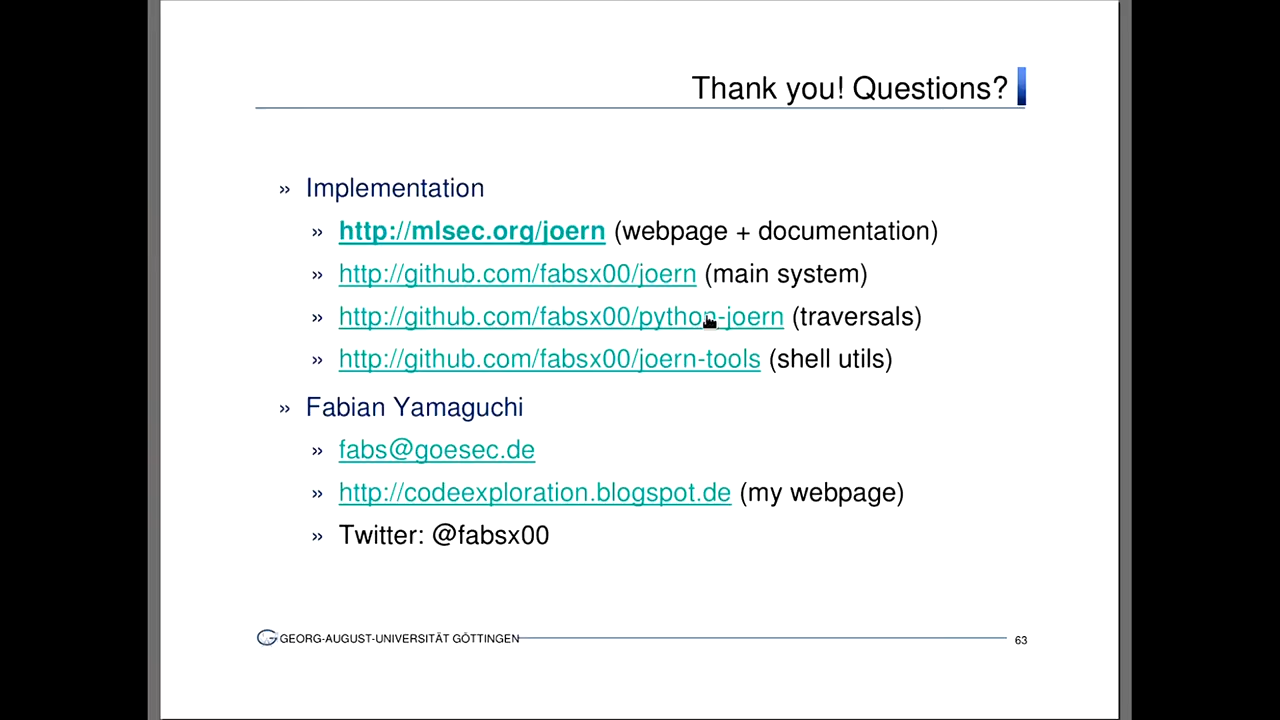 Thank you! Questions?
» Implementation
» http://mlsec.org/joern (webpage + documentation)
» http://github.com/fabsx00/joern (main system)
» http://github.com/fabsx00/python-joern (traversals)
» http://github.com/fabsx00/joern-tools (shell utils)
» Fabian Yamaguchi
» fabs@goesec.de
» http://codeexploration.blogspot.de (my webpage)
» Twitter: @fabsx00
GEORG-AUGUST-UNIVERSITÄT GÖTTINGEN 63